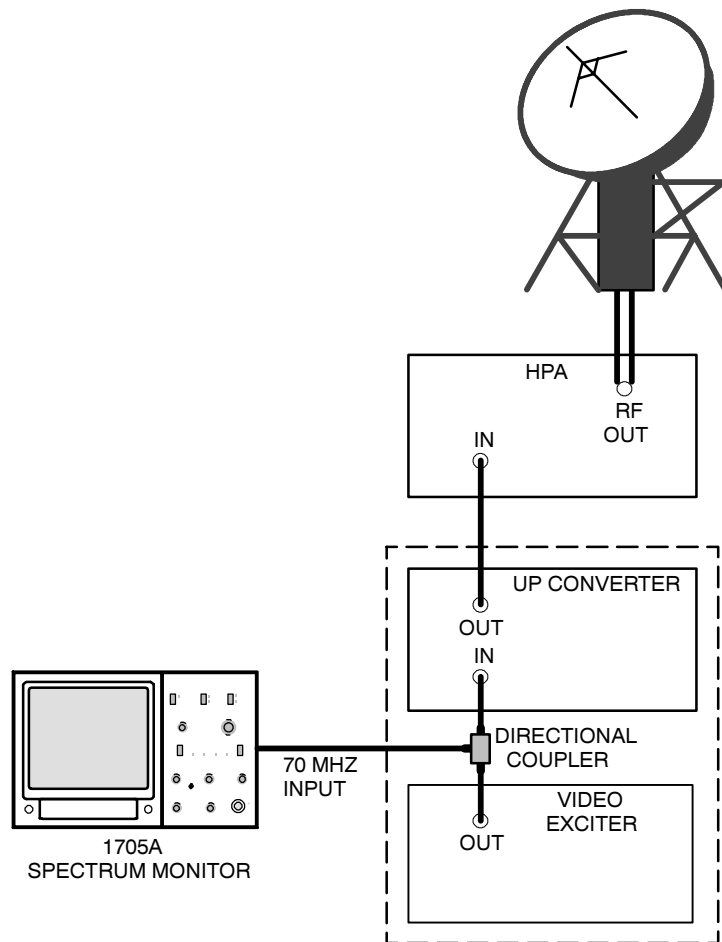 HPA
RF
OUT
IN
UP CONVERTER
OUT
IN
DIRECTIONAL
COUPLER
70 MHZ
INPUT
VIDEO
EXCITER
OUT
1705A
SPECTRUM MONITOR